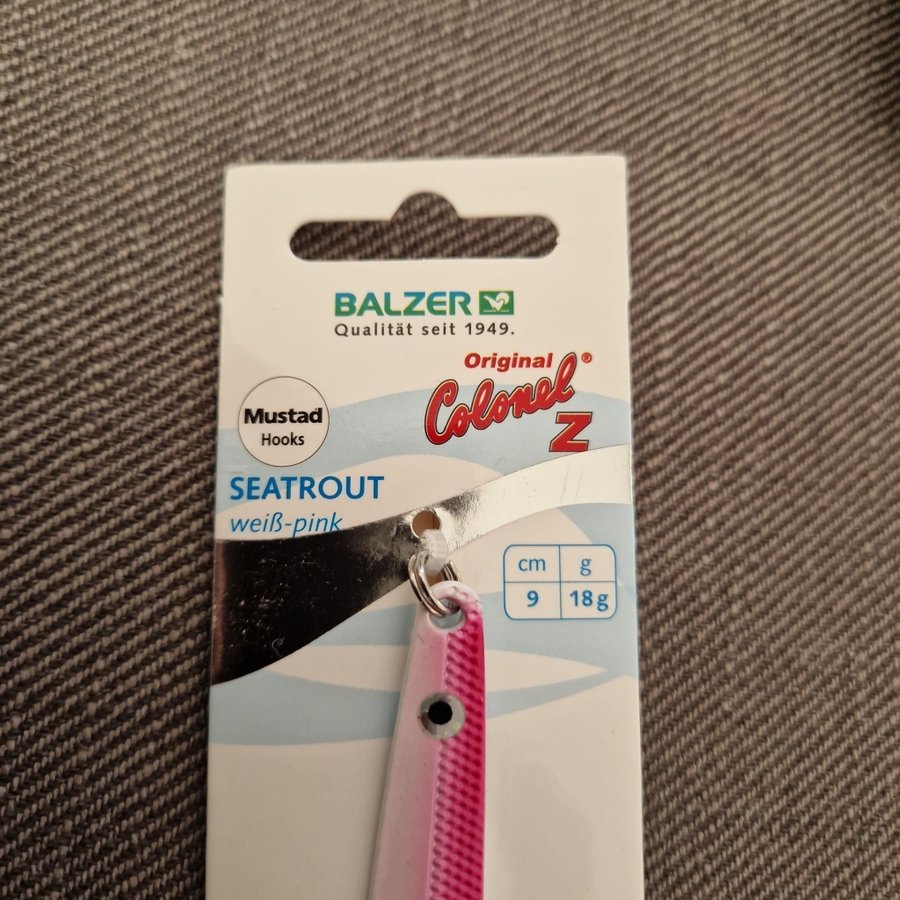 BALZER
Qualität seit 1949.
Original
Colonel®
Z
Mustad
Hooks
SEATROUT
weiß-pink
cm g
9 18g